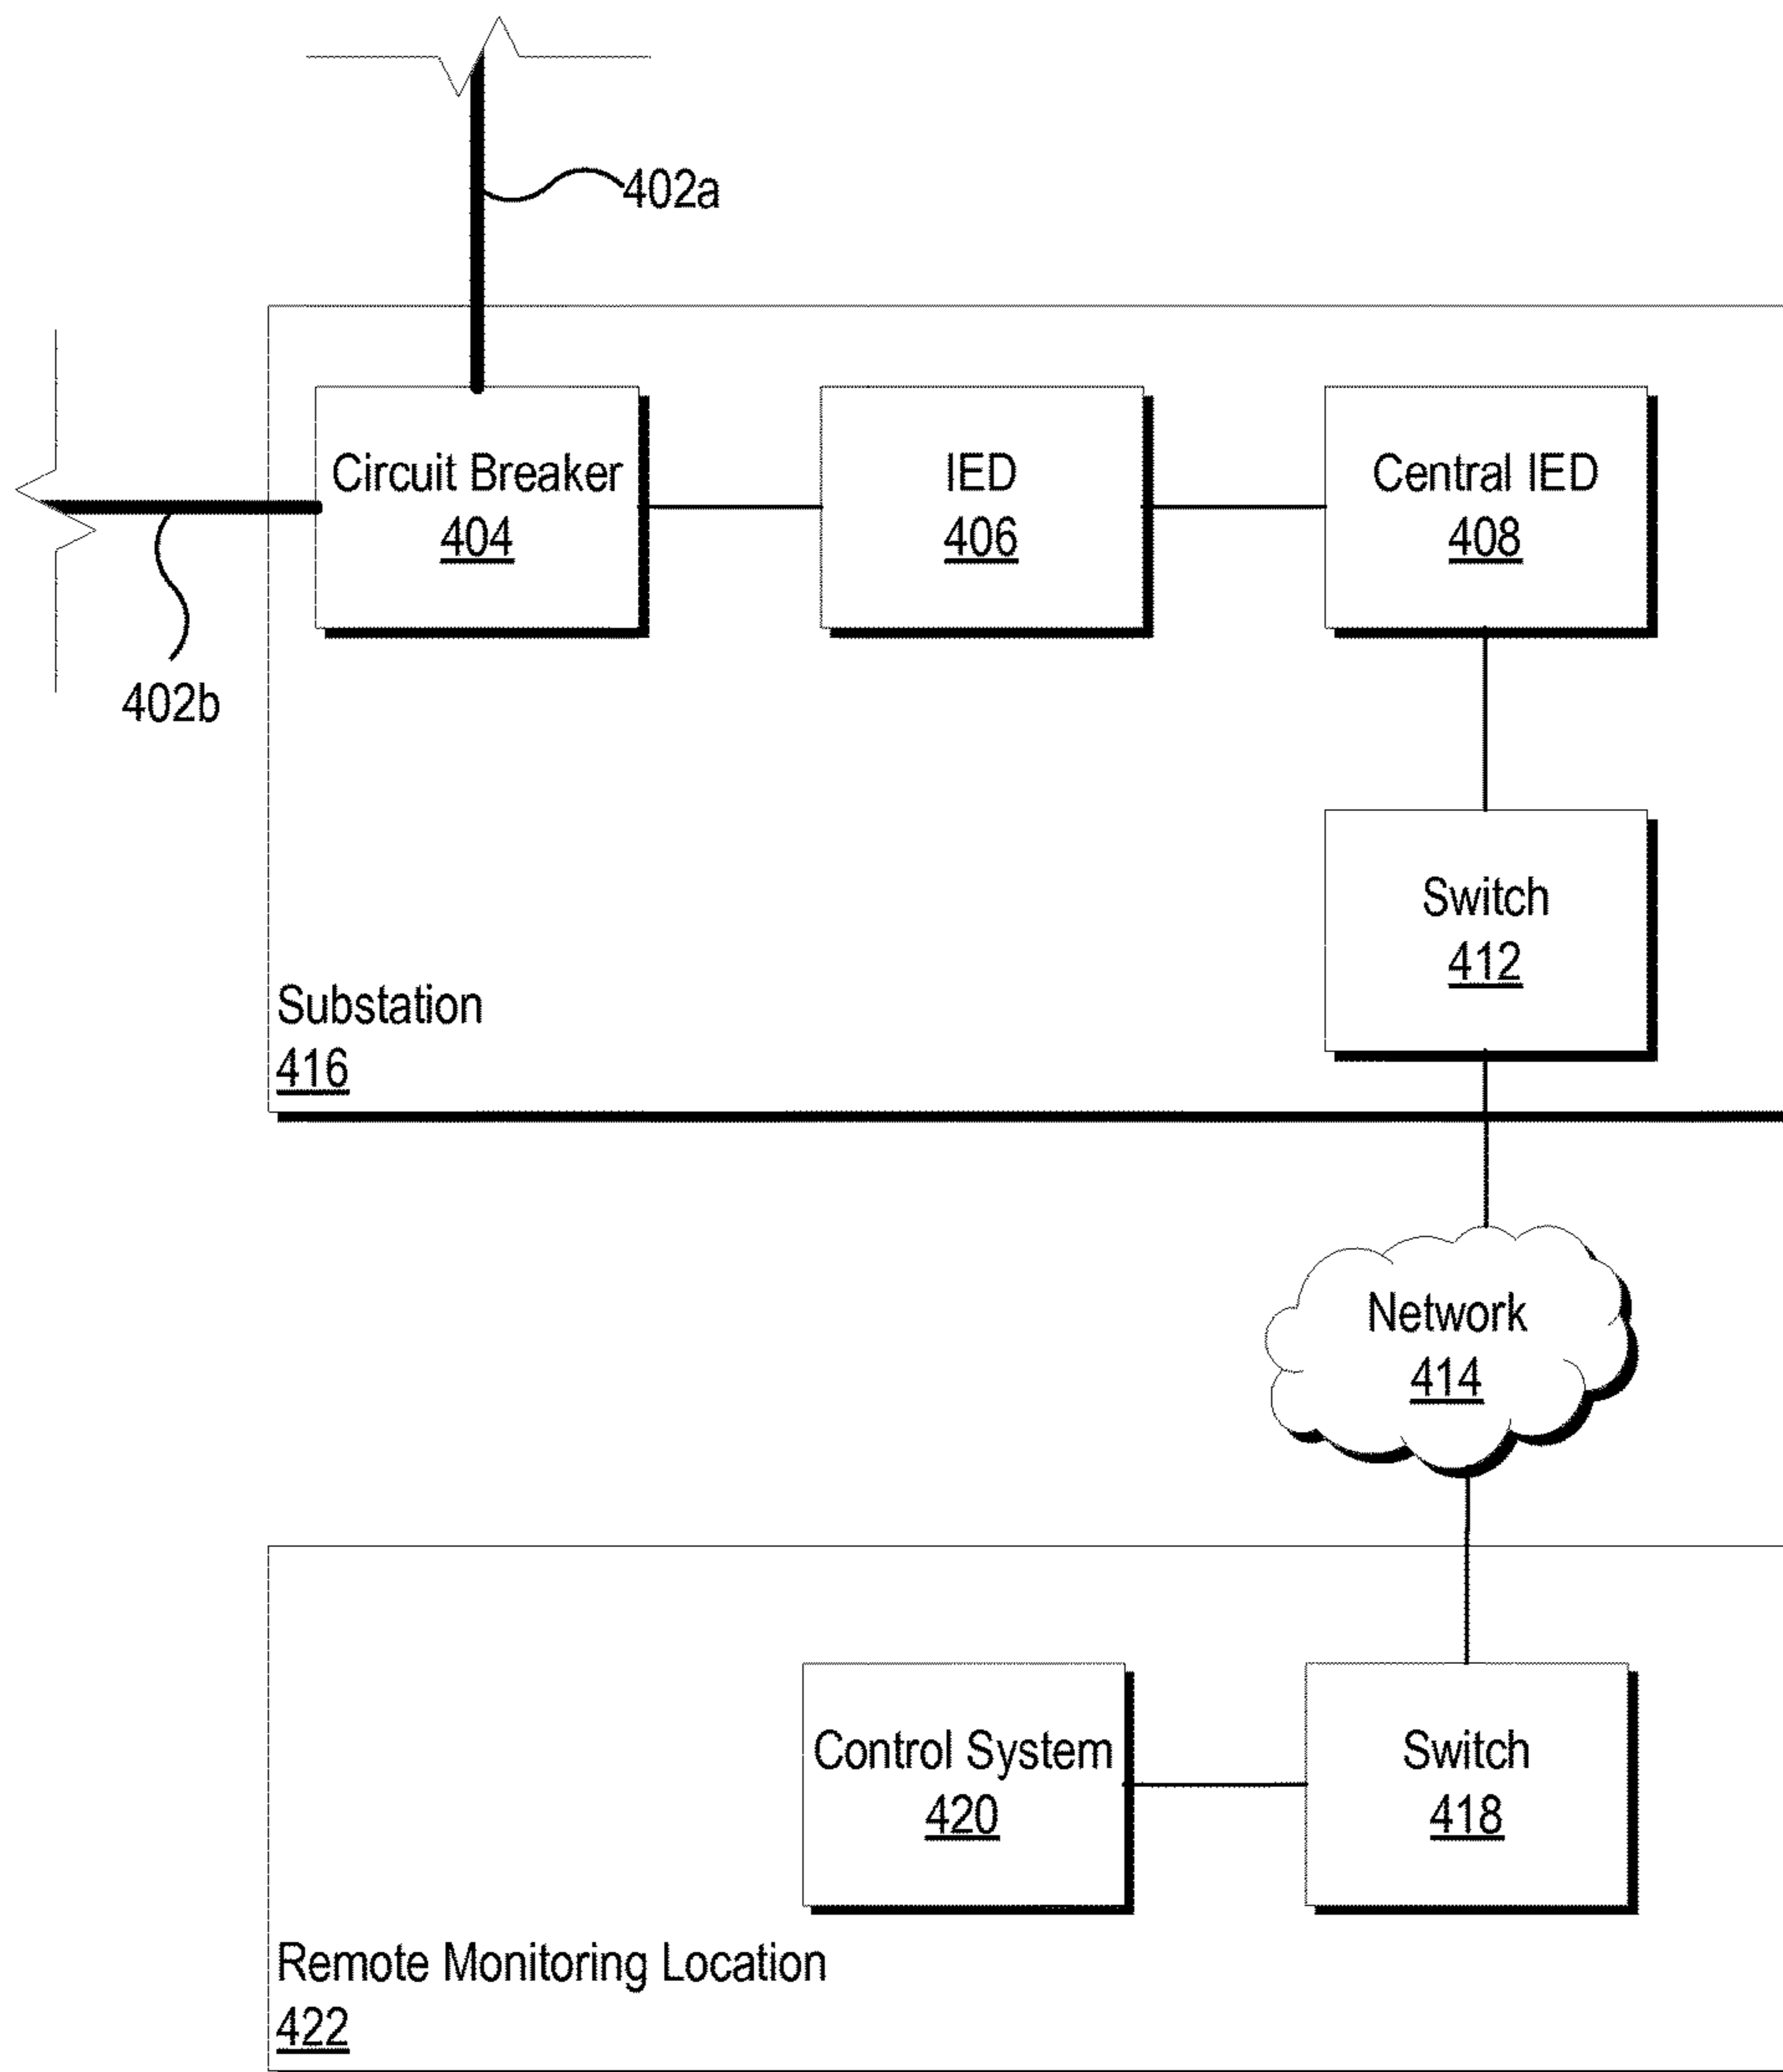 402a
Circuit Breaker
404
IED
406
Central IED
408
402b
Switch
412
Substation
416
Network
414
Control System
420
Switch
418
Remote Monitoring Location
422